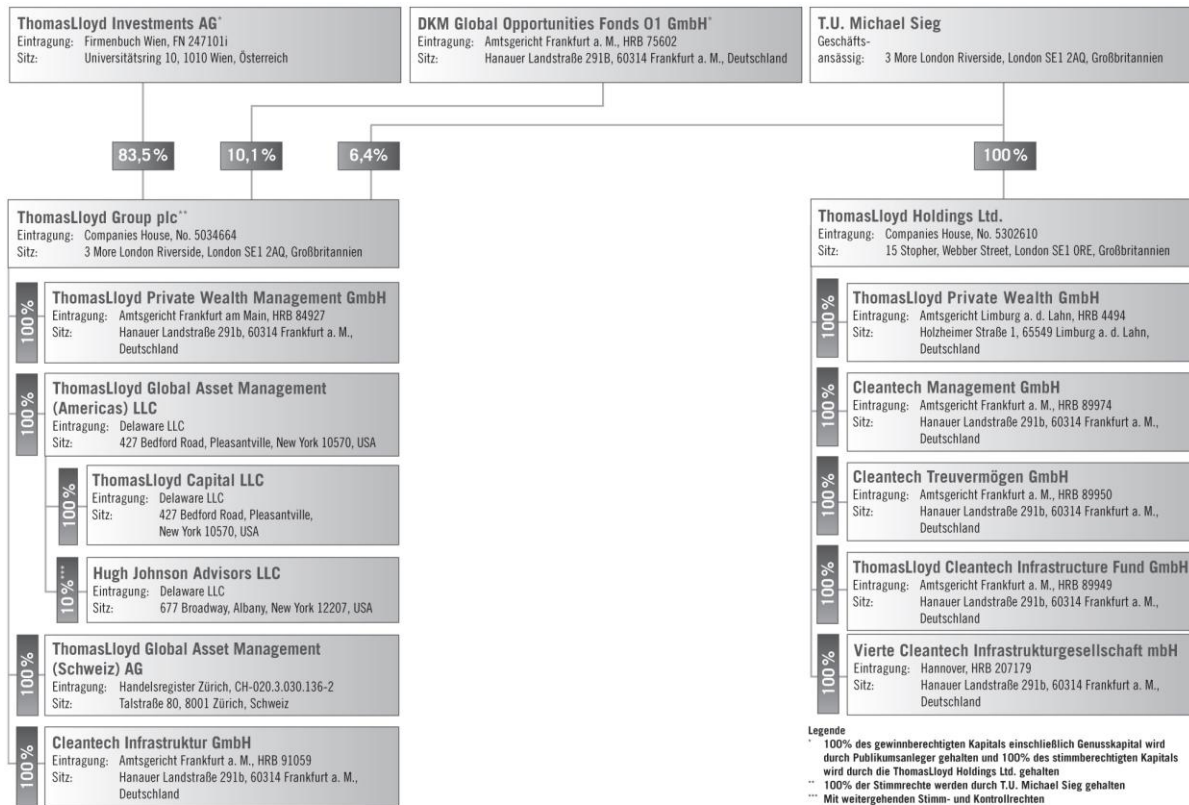 ThomasLloyd Investments AG*
Eintragung: Firmenbuch Wien, FN 247101i
Sitz: Universitätsring 10, 1010 Wien, Österreich
DKM Global Opportunities Fonds 01 GmbH*
Eintragung: Amtsgericht Frankfurt a. M., HRB 75602
Sitz: Hanauer Landstraße 291B, 60314 Frankfurt a. M., Deutschland
T.U. Michael Sieg
Geschäfts-
ansässig: 3 More London Riverside, London SE1 2AQ, Großbritannien
83,5%
10,1%
6,4%
100%
ThomasLloyd Group plc**
Eintragung: Companies House, No. 5034664
Sitz: 3 More London Riverside, London SE1 2AQ, Großbritannien
100%
ThomasLloyd Private Wealth Management GmbH
Eintragung: Amtsgericht Frankfurt am Main, HRB 84927
Sitz: Hanauer Landstraße 291b, 60314 Frankfurt a. M.,
Deutschland
100%
ThomasLloyd Global Asset Management
(Americas) LLC
Eintragung: Delaware LLC
Sitz: 427 Bedford Road, Pleasantville, New York 10570, USA
100%
ThomasLloyd Capital LLC
Eintragung: Delaware LLC
Sitz: 427 Bedford Road, Pleasantville,
New York 10570, USA
10%***
Hugh Johnson Advisors LLC
Eintragung: Delaware LLC
Sitz: 677 Broadway, Albany, New York 12207, USA
100%
ThomasLloyd Global Asset Management
(Schweiz) AG
Eintragung: Handelsregister Zürich, CH-020.3.030.136-2
Sitz: Talstraße 80, 8001 Zürich, Schweiz
100%
Cleantech Infrastruktur GmbH
Eintragung: Amtsgericht Frankfurt a. M., HRB 91059
Sitz: Hanauer Landstraße 291b, 60314 Frankfurt a. M.,
Deutschland
ThomasLloyd Holdings Ltd.
Eintragung: Companies House, No. 5302610
Sitz: 15 Stopher, Webber Street, London SE1 0RE, Großbritannien
100%
ThomasLloyd Private Wealth GmbH
Eintragung: Amtsgericht Limburg a. d. Lahn, HRB 4494
Sitz: Holzheimer Straße 1, 65549 Limburg a. d. Lahn,
Deutschland
100%
Cleantech Management GmbH
Eintragung: Amtsgericht Frankfurt a. M., HRB 89974
Sitz: Hanauer Landstraße 291b, 60314 Frankfurt a. M.,
Deutschland
100%
Cleantech Treuvermögen GmbH
Eintragung: Amtsgericht Frankfurt a. M., HRB 89950
Sitz: Hanauer Landstraße 291b, 60314 Frankfurt a. M.,
Deutschland
100%
ThomasLloyd Cleantech Infrastructure Fund GmbH
Eintragung: Amtsgericht Frankfurt a. M., HRB 89949
Sitz: Hanauer Landstraße 291b, 60314 Frankfurt a. M.,
Deutschland
100%
Vierte Cleantech Infrastrukturgesellschaft mbH
Eintragung: Hannover, HRB 207179
Sitz: Hanauer Landstraße 291b, 60314 Frankfurt a. M.,
Deutschland
Legende
* 100% des gewinnberechtigten Kapitals einschließlich Genusskapital wird
durch Publikumsanleger gehalten und 100% des stimmberechtigten Kapitals
wird durch die ThomasLloyd Holdings Ltd. gehalten
** 100% der Stimmrechte werden durch T.U. Michael Sieg gehalten
*** Mit weitergehenden Stimm- und Kontrollrechten